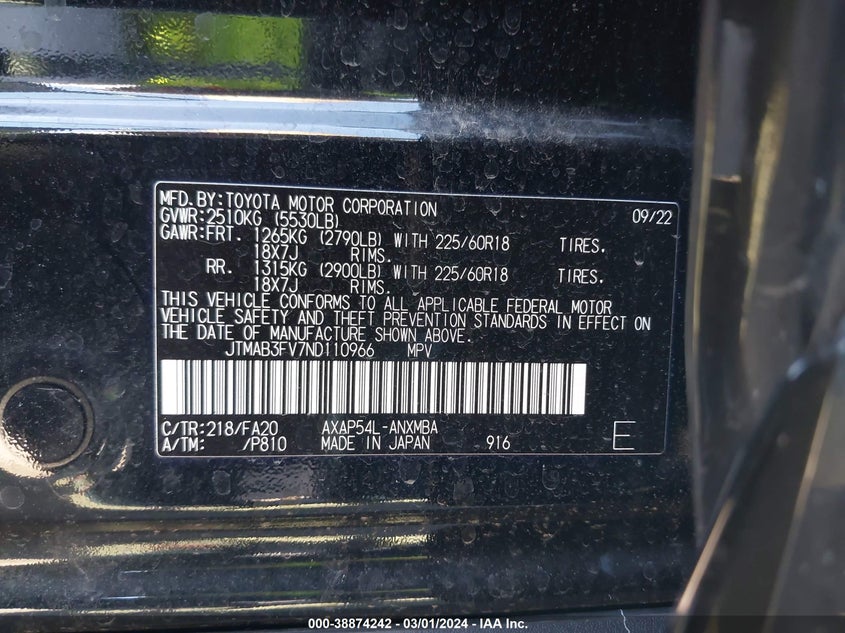 MFD.BY:TOYOTA MOTOR CORPORATION 09/22
GVWR:2510KG (5530LB)
GAWR:FRT. 1265KG (2790LB) WITH 225/60R18 TIRES.
18X7J RIMS.
RR. 1315KG (2900LB) WITH 225/60R18 TIRES.
18X7J RIMS.
THIS VEHICLE CONFORMS TO ALL APPLICABLE FEDERAL MOTOR
VEHICLE SAFETY AND THEFT PREVENTION STANDARDS IN EFFECT ON
THE DATE OF MANUFACTURE SHOWN ABOVE.
JTMAB3FV7ND110966 MPV
C/TR:218/FA20 AXAP54L-ANXMBA
A/TM: /P810 MADE IN JAPAN 916 E
000-38874242 - 03/01/2024 - IAA Inc.